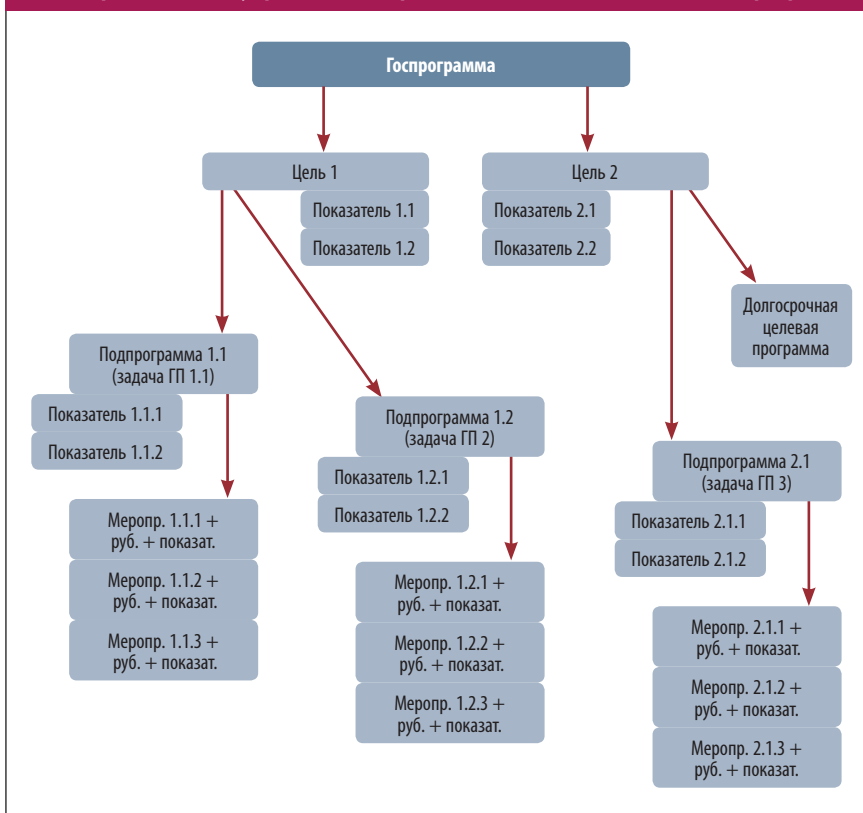 Госпрограмма
Цель 1
Показатель 1.1
Показатель 1.2
Цель 2
Показатель 2.1
Показатель 2.2
Долгосрочная
целевая
программа
Подпрограмма 1.1
(задача ГП 1.1)
Показатель 1.1.1
Показатель 1.1.2
Меропр. 1.1.1 +
руб. + показат.
Меропр. 1.1.2 +
руб. + показат.
Меропр. 1.1.3 +
руб. + показат.
Подпрограмма 1.2
(задача ГП 2)
Показатель 1.2.1
Показатель 1.2.2
Меропр. 1.2.1 +
руб. + показат.
Меропр. 1.2.2 +
руб. + показат.
Меропр. 1.2.3 +
руб. + показат.
Подпрограмма 2.1
(задача ГП 3)
Показатель 2.1.1
Показатель 2.1.2
Меропр. 2.1.1 +
руб. + показат.
Меропр. 2.1.2 +
руб. + показат.
Меропр. 2.1.3 +
руб. + показат.